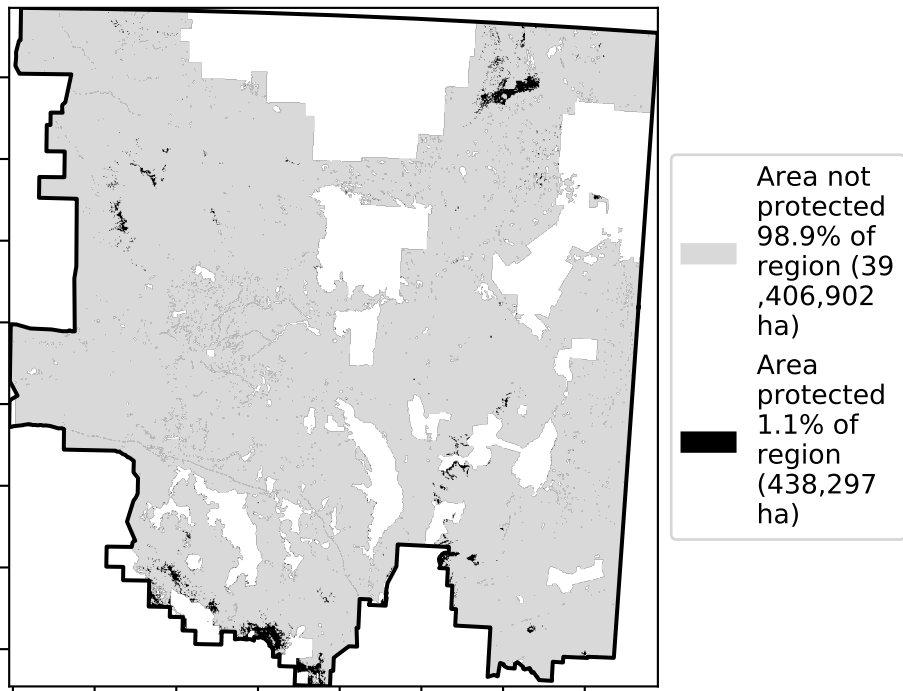 Area not
protected
98.9% of
region (39
,406,902
ha)
Area
protected
1.1% of
region
(438,297
ha)